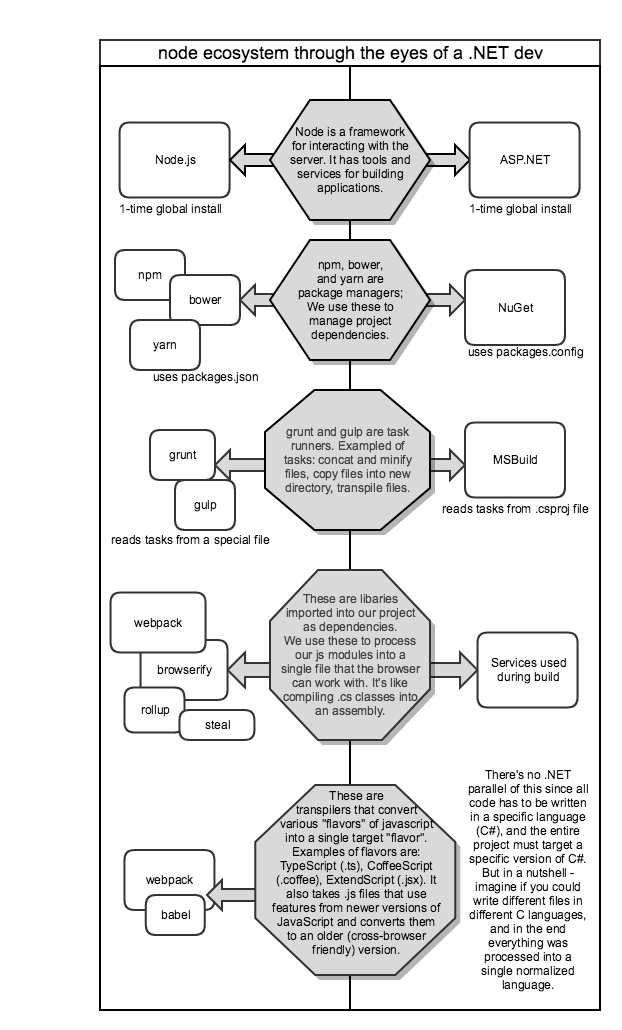 node ecosystem through the eyes of a .NET dev
Node.js
Node is a framework
for interacting with the
server. It has tools and
services for building
applications.
ASP.NET
1-time global install
1-time global install
npm
bower
yarn
uses packages.json
npm, bower,
and yarn are
package managers;
We use these to
manage project
dependencies.
NuGet
uses packages.config
grunt
gulp
reads tasks from a special file
grunt and gulp are task
runners. Exampled of
tasks: concat and minify
files, copy files into new
directory, transpile files.
MSBuild
reads tasks from .csproj file
webpack
browserify
rollup
steal
These are libaries
imported into our project
as dependencies.
We use these to process
our js modules into a
single file that the browser
can work with. It's like
compiling .cs classes into
an assembly.
Services used
during build
webpack
babel
These are
transpilers that convert
various "flavors" of javascript
into a single target "flavor".
Examples of flavors are:
TypeScript (.ts), CoffeeScript
(.coffee), ExtendScript (.jsx). It
also takes .js files that use
features from newer versions of
JavaScript and converts them
to an older (cross-browser
friendly) version.
There's no .NET
parallel of this since all
code has to be written
in a specific language
(C#), and the entire
project must target a
specific version of C#.
But in a nutshell -
imagine if you could
write different files in
different C languages,
and in the end
everything was
processed into a
single normalized
language.